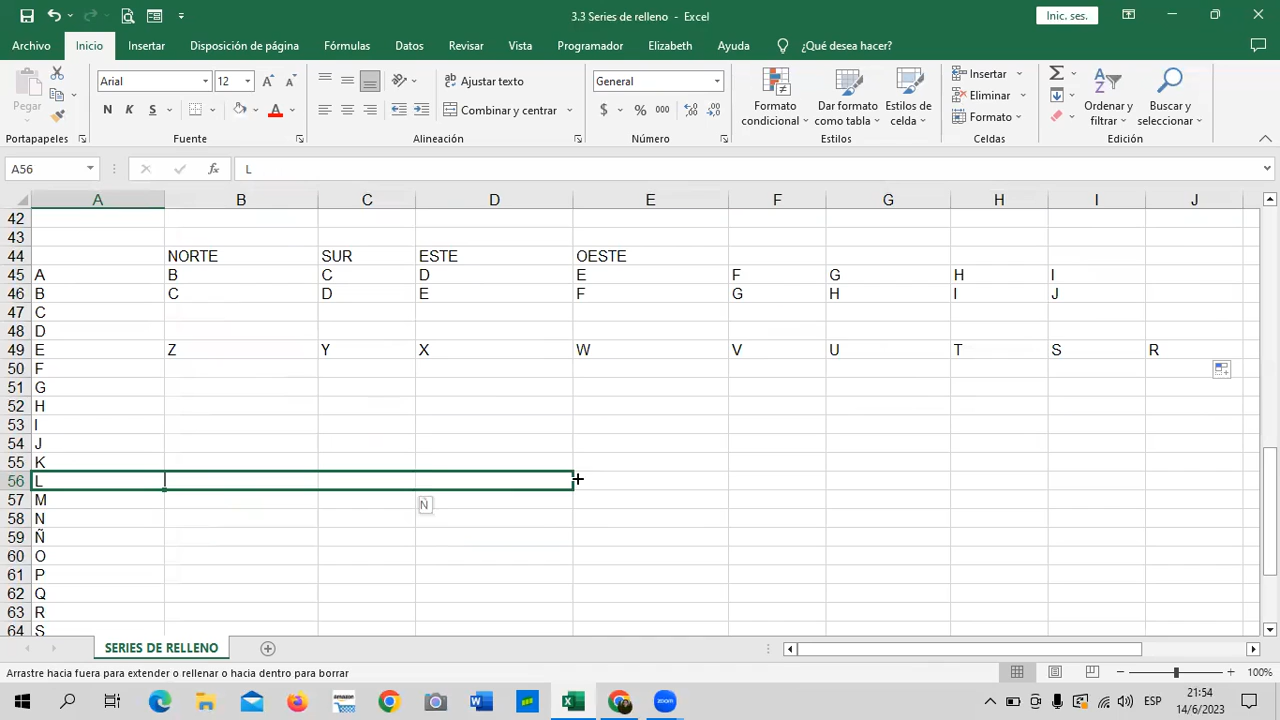 3.3 Series de relleno - Excel
Inic. ses.
Archivo Inicio Insertar Disposición de página Fórmulas Datos Revisar Vista Programador Elizabeth Ayuda ¿Qué desea hacer?
Pegar
Arial 12
N K S
Ajustar texto
Combinar y centrar
General
$ % 000
Formato condicional
Dar formato como tabla
Estilos de celda
Insertar
Eliminar
Formato
Ordenar y filtrar
Buscar y seleccionar
Portapapeles Fuente Alineación Número Estilos Celdas Edición
A56 fx L
A B C D E F G H I J
42
43
44 NORTE SUR ESTE OESTE
45 A B C D E F G H I
46 B C D E F G H I J
47 C
48 D
49 E Z Y X W V U T S R
50 F
51 G
52 H
53 I
54 J
55 K
56 L
57 M Ñ
58 N
59 Ñ
60 O
61 P
62 Q
63 R
64 S
SERIES DE RELLENO
Arrastre hacia fuera para extender o rellenar o hacia dentro para borrar
100%
amazon
zoom
ESP
21:54
14/6/2023